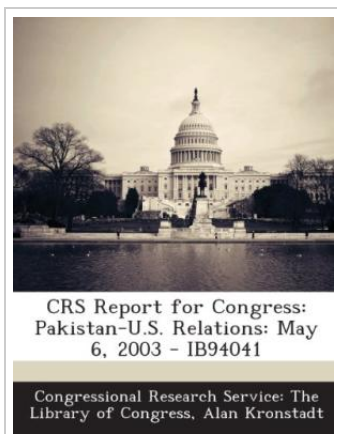 CRS Report for Congress:
Pakistan-U.S. Relations: May
6, 2003 - IB94041
Congressional Research Service: The
Library of Congress, Alan Kronstadt